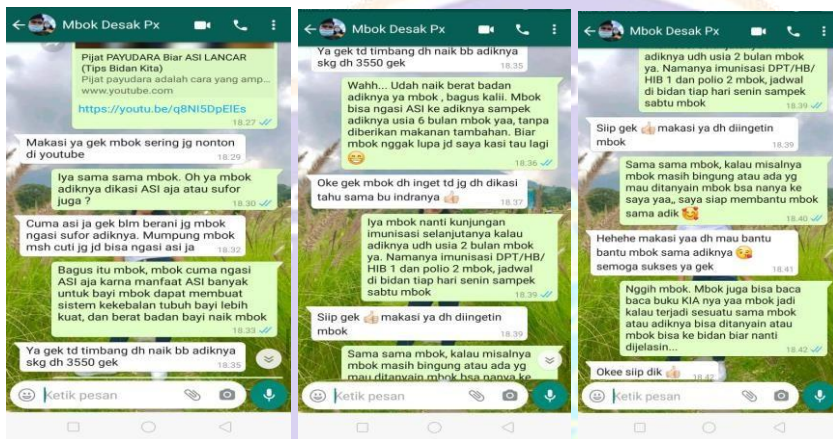 Mbok Desak Px
Pijat PAYUDARA Biar ASI LANCAR
(Tips Bidan Kita)
Pijat payudara adalah cara yang amp...
www.youtube.com
https://youtu.be/q8NI5DpEIEs
18.27
Makasi ya gek mbok sering jg nonton
di youtube
18.29
Iya sama sama mbok. Oh ya mbok
adiknya dikasi ASI aja atau sufor
juga ?
18.30
Cuma asi ja gek blm berani jg mbok
ngasi sufor adiknya. Mumpung mbok
msh cuti jg jd bisa ngasi asi ja
18.32
Bagus itu mbok, mbok cuma ngasi
ASI aja karna manfaat ASI banyak
untuk bayi mbok dapat membuat
sistem kekebalan tubuh bayi lebih
kuat, dan berat badan bayi naik mbok
18.33
Ya gek td timbang dh naik bb adiknya
skg dh 3550 gek
18.35
Ketik pesan
Mbok Desak Px
Ya gek td timbang dh naik bb adiknya
skg dh 3550 gek
18.35
Wahh... Udah naik berat badan
adiknya ya mbok , bagus kalii. Mbok
bisa ngasi ASI ke adiknya sampek
adiknya usia 6 bulan mbok yaa, tanpa
diberikan makanan tambahan. Biar
mbok nggak lupa jd saya kasi tau lagi
18.36
Oke gek mbok dh inget td jg dh dikasi
tahu sama bu indranya
18.37
Iya mbok nanti kunjungan
imunisasi selanjutanya kalau
adiknya udh usia 2 bulan mbok
ya. Namanya imunisasi DPT/HB/
HIB 1 dan polio 2 mbok, jadwal
di bidan tiap hari senin sampek
sabtu mbok
18.39
Siip gek makasi ya dh diingetin
mbok
18.39
Sama sama mbok, kalau misalnya
mbok masih bingung atau ada yg
mau ditanyain mbok bsa nanya ke
Ketik pesan
Mbok Desak Px
adiknya udh usia 2 bulan mbok
ya. Namanya imunisasi DPT/HB/
HIB 1 dan polio 2 mbok, jadwal
di bidan tiap hari senin sampek
sabtu mbok
18.39
Siip gek makasi ya dh diingetin
mbok
18.39
Sama sama mbok, kalau misalnya
mbok masih bingung atau ada yg
mau ditanyain mbok bsa nanya ke
saya yaa,, saya siap membantu mbok
sama adik
18.40
Hehehe makasi yaa dh mau bantu
bantu mbok sama adiknya
semoga sukses ya gek
18.41
Nggih mbok. Mbok juga bisa baca
baca buku KIA nya yaa mbok jadi
kalau terjadi sesuatu sama mbok
atau adiknya bisa ditanyain atau
mbok bisa ke bidan biar nanti
dijelasin...
18.42
Okee siip dik
18.42
Ketik pesan